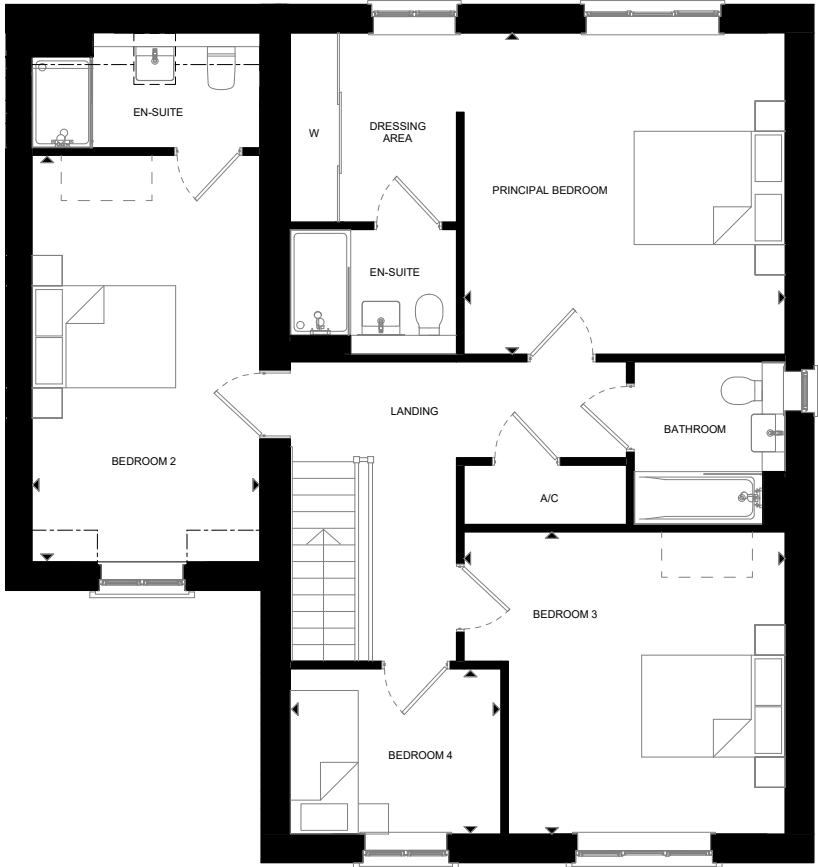 EN-SUITE
W
DRESSING
AREA
PRINCIPAL BEDROOM
EN-SUITE
LANDING
BATHROOM
BEDROOM 2
A/C
BEDROOM 3
BEDROOM 4